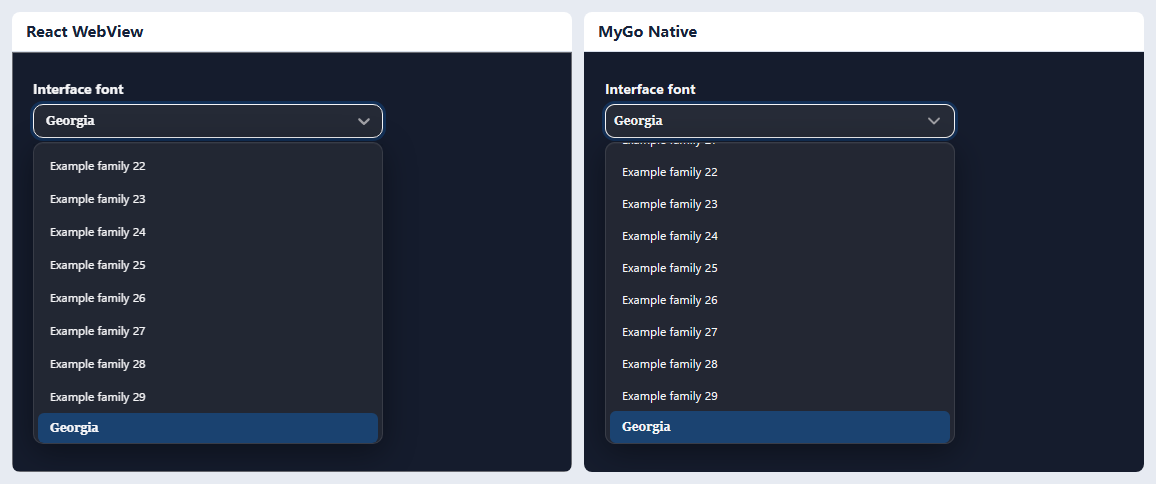 React WebView
Interface font
Georgia
Example family 22
Example family 23
Example family 24
Example family 25
Example family 26
Example family 27
Example family 28
Example family 29
Georgia
MyGo Native
Interface font
Georgia
Example family 21
Example family 22
Example family 23
Example family 24
Example family 25
Example family 26
Example family 27
Example family 28
Example family 29
Georgia